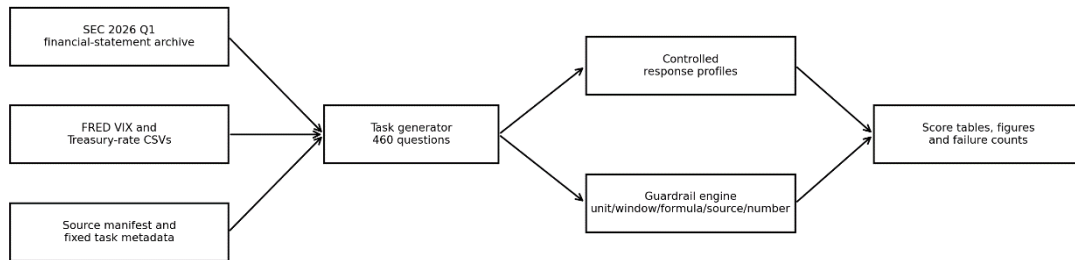 SEC 2026 Q1
financial-statement archive
FRED VIX and
Treasury-rate CSVs
Source manifest and
fixed task metadata
Task generator
460 questions
Controlled
response profiles
Guardrail engine
unit/window/formula/source/number
Score tables, figures
and failure counts